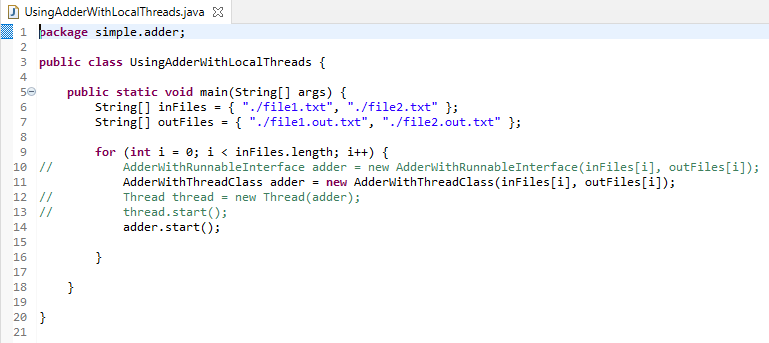 UsingAdderWithLocalThreads.java
1 package simple.adder;
2
3 public class UsingAdderWithLocalThreads {
4
5     public static void main(String[] args) {
6         String[] inFiles = { "./file1.txt", "./file2.txt" };
7         String[] outFiles = { "./file1.out.txt", "./file2.out.txt" };
8
9         for (int i = 0; i < inFiles.length; i++) {
10 //          AdderWithRunnableInterface adder = new AdderWithRunnableInterface(inFiles[i], outFiles[i]);
11             AdderWithThreadClass adder = new AdderWithThreadClass(inFiles[i], outFiles[i]);
12 //          Thread thread = new Thread(adder);
13 //          thread.start();
14             adder.start();
15
16         }
17
18     }
19
20 }
21